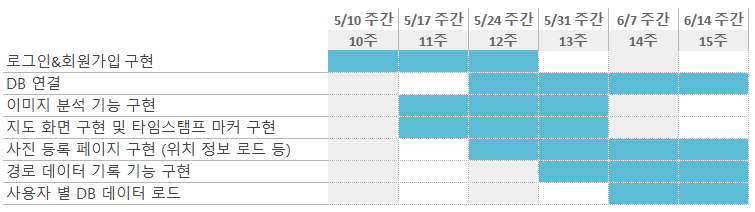 5/10 주간 5/17 주간 5/24 주간 5/31 주간 6/7 주간 6/14 주간
10주 11주 12주 13주 14주 15주
로그인&회원가입 구현
DB 연결
이미지 분석 기능 구현
지도 화면 구현 및 타임스탬프 마커 구현
사진 등록 페이지 구현 (위치 정보 로드 등)
경로 데이터 기록 기능 구현
사용자 별 DB 데이터 로드